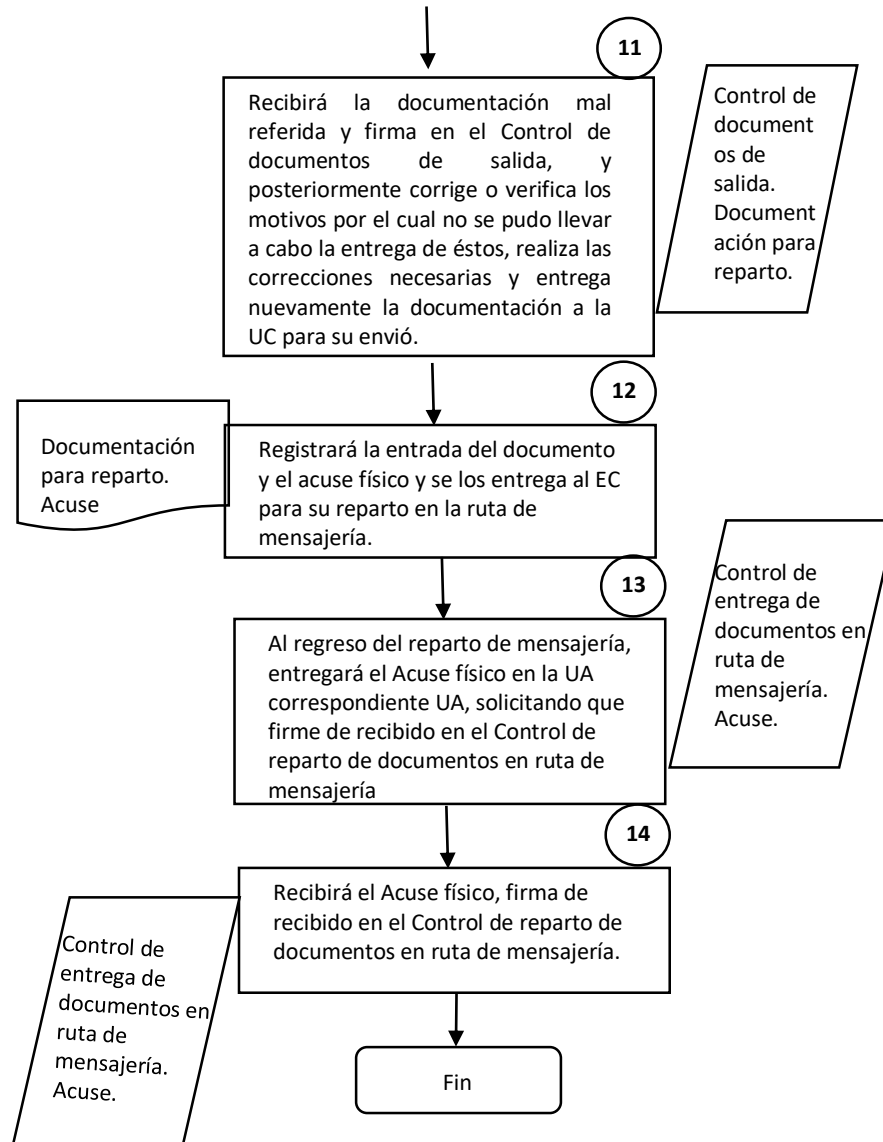 11
Recibirá la documentación mal
referida y firma en el Control de
documentos de salida, y
posteriormente corrige o verifica los
motivos por el cual no se pudo llevar
a cabo la entrega de éstos, realiza las
correcciones necesarias y entrega
nuevamente la documentación a la
UC para su envió.
Control de
document
os de
salida.
Document
ación para
reparto.
12
Documentación
para reparto.
Acuse
Registrará la entrada del documento
y el acuse físico y se los entrega al EC
para su reparto en la ruta de
mensajería.
13
Al regreso del reparto de mensajería,
entregará el Acuse físico en la UA
correspondiente UA, solicitando que
firme de recibido en el Control de
reparto de documentos en ruta de
mensajería
Control de
entrega de
documentos en
ruta de
mensajería.
Acuse.
14
Recibirá el Acuse físico, firma de
recibido en el Control de reparto de
documentos en ruta de mensajería.
Control de
entrega de
documentos en
ruta de
mensajería.
Acuse.
Fin